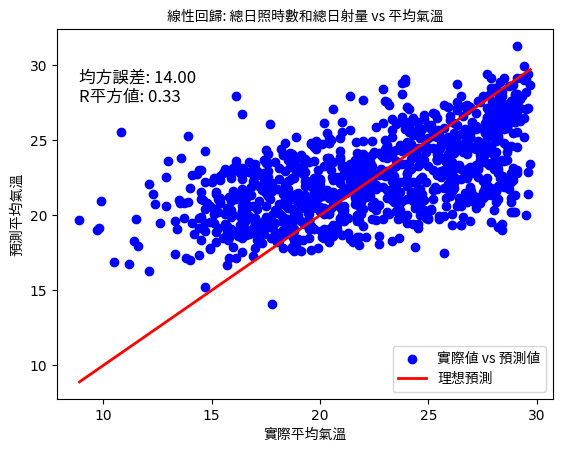 線性回歸: 總日照時數和總日射量 vs 平均氣溫
均方誤差: 14.00
R平方值: 0.33
預測平均氣溫
30
25
20
15
10
實際值 vs 預測值
理想預測
10 15 20 25 30
實際平均氣溫